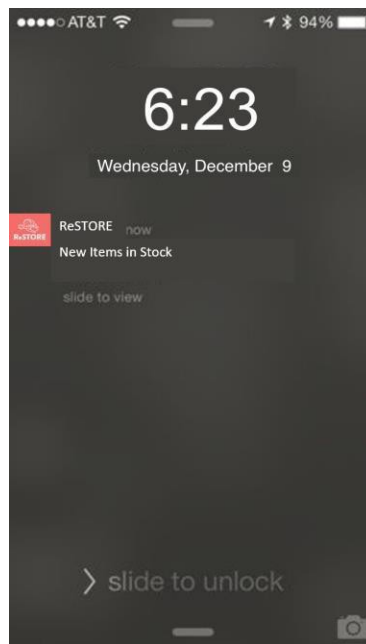 AT&T 94%
6:23
Wednesday, December 9
ReSTORE
ReSTORE now
New Items in Stock
slide to view
> slide to unlock